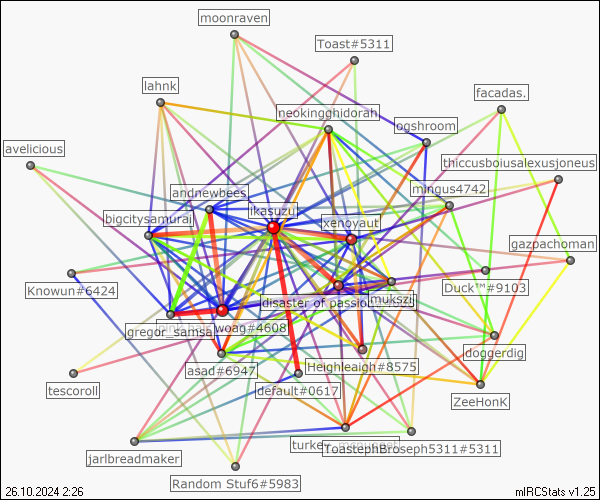 moonraven
Toast#5311
lahnk
facadas.
neokingghidorah
ogshroom
avelicious
thiccusboiusalexusjoneus
andnewbees
mingus4742
ikasuzu
bigcitysamurai
xenoyaut
gazpachoman
Knowun#6424
Duck™#9103
mukszi
disaster of passion
woag#4608
gregor_samsa
doggerdig
asad#6947
Heighleaigh#8575
tescoroll
default#0617
ZeeHonK
turkey
ToastephBroseph5311#5311
jarlbreadmaker
Random Stuf6#5983
26.10.2024 2:26
mIRCStats v1.25